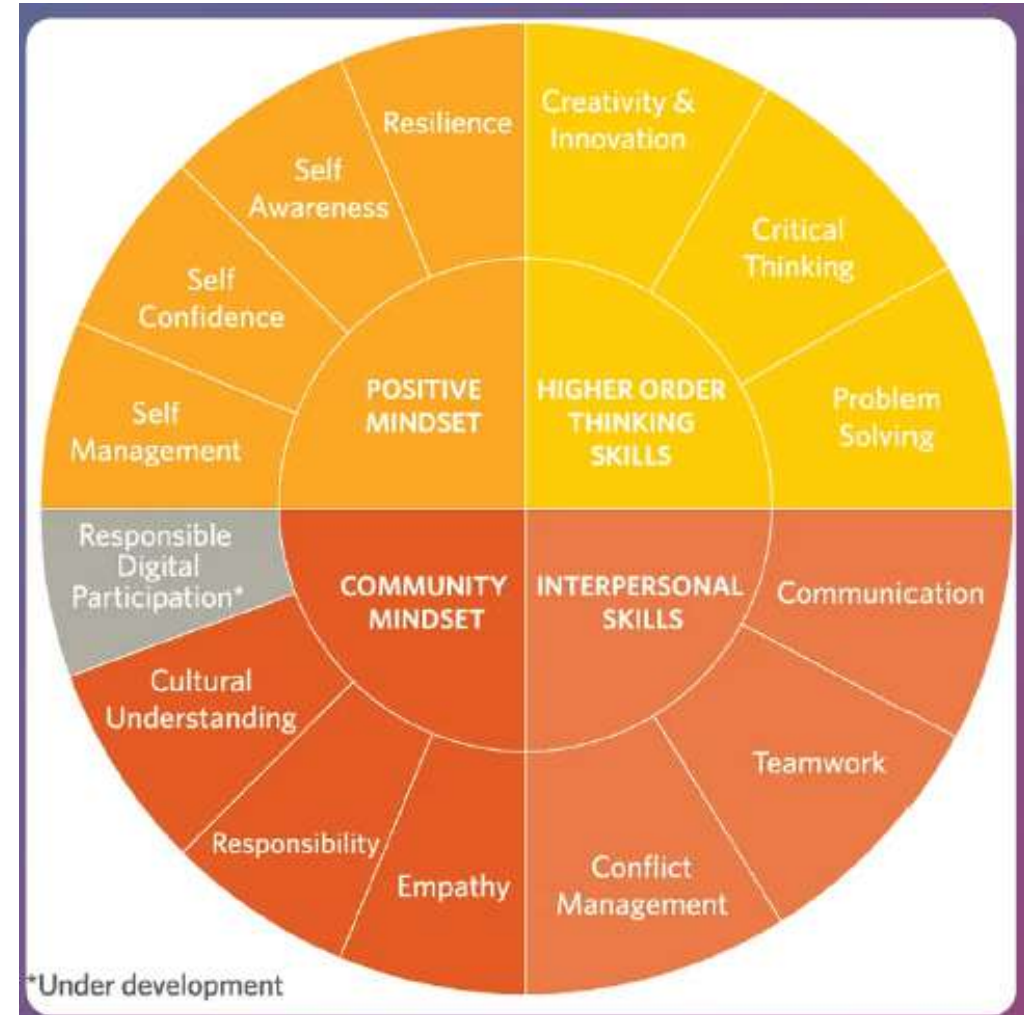 Resilience
Self
Awareness
Self
Confidence
Self
Management
POSITIVE
MINDSET
Creativity &
Innovation
Critical
Thinking
Problem
Solving
HIGHER ORDER
THINKING
SKILLS
Responsible
Digital
Participation*
Cultural
Understanding
Responsibility
Empathy
COMMUNITY
MINDSET
INTERPERSONAL
SKILLS
Communication
Teamwork
Conflict
Management
*Under development